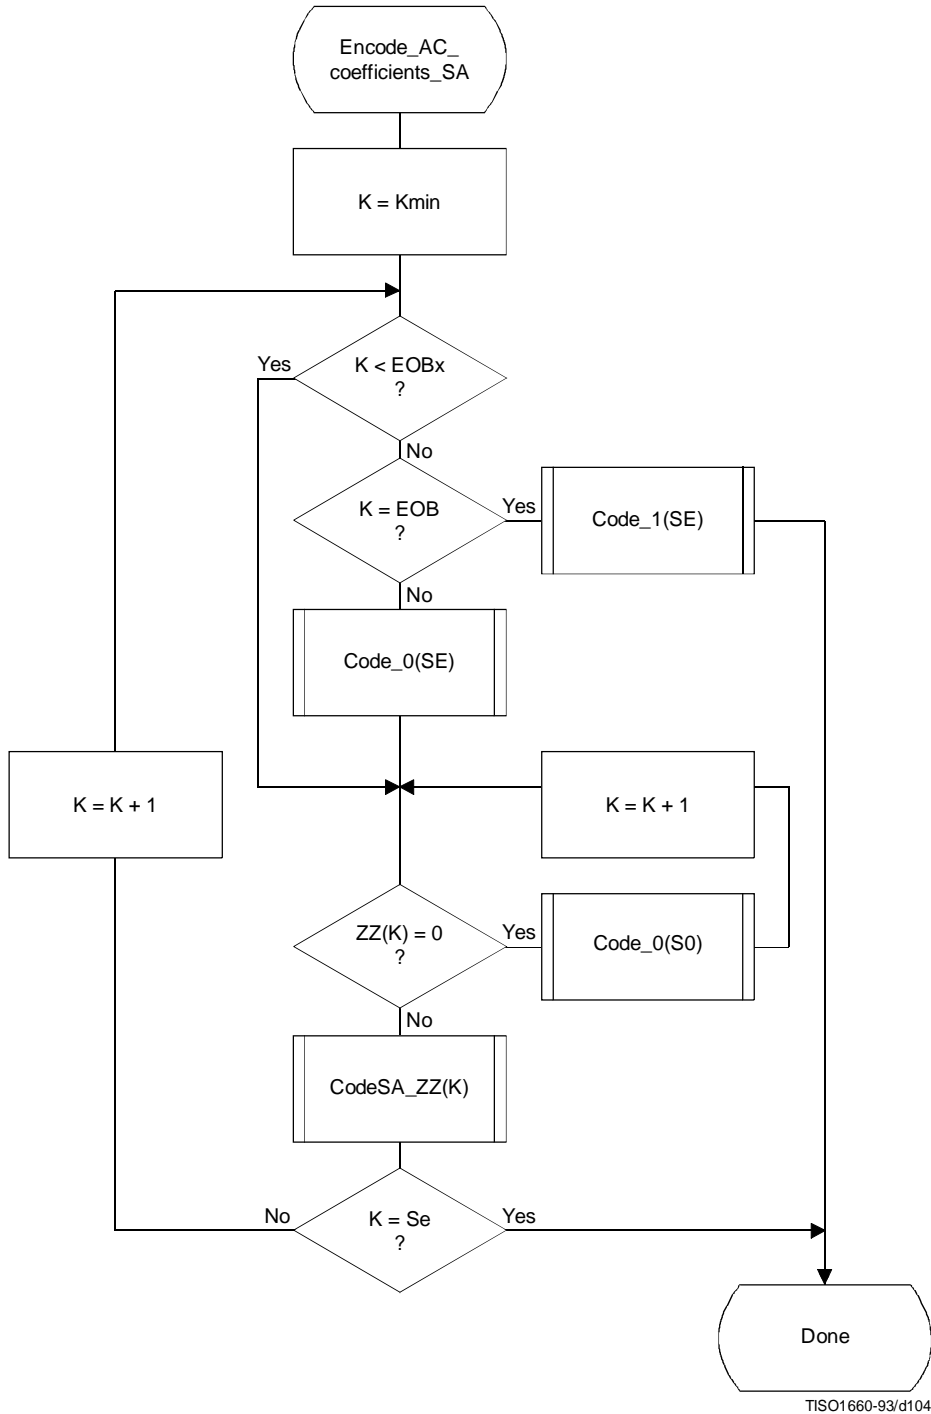 Encode_AC_
coefficients_SA
K = Kmin
K < EOBx
?
Yes
No
K = EOB
?
Yes
Code_1(SE)
No
Code_0(SE)
K = K + 1
K = K + 1
ZZ(K) = 0
?
Yes
Code_0(S0)
No
CodeSA_ZZ(K)
K = Se
?
No
Yes
Done
TISO1660-93/d104